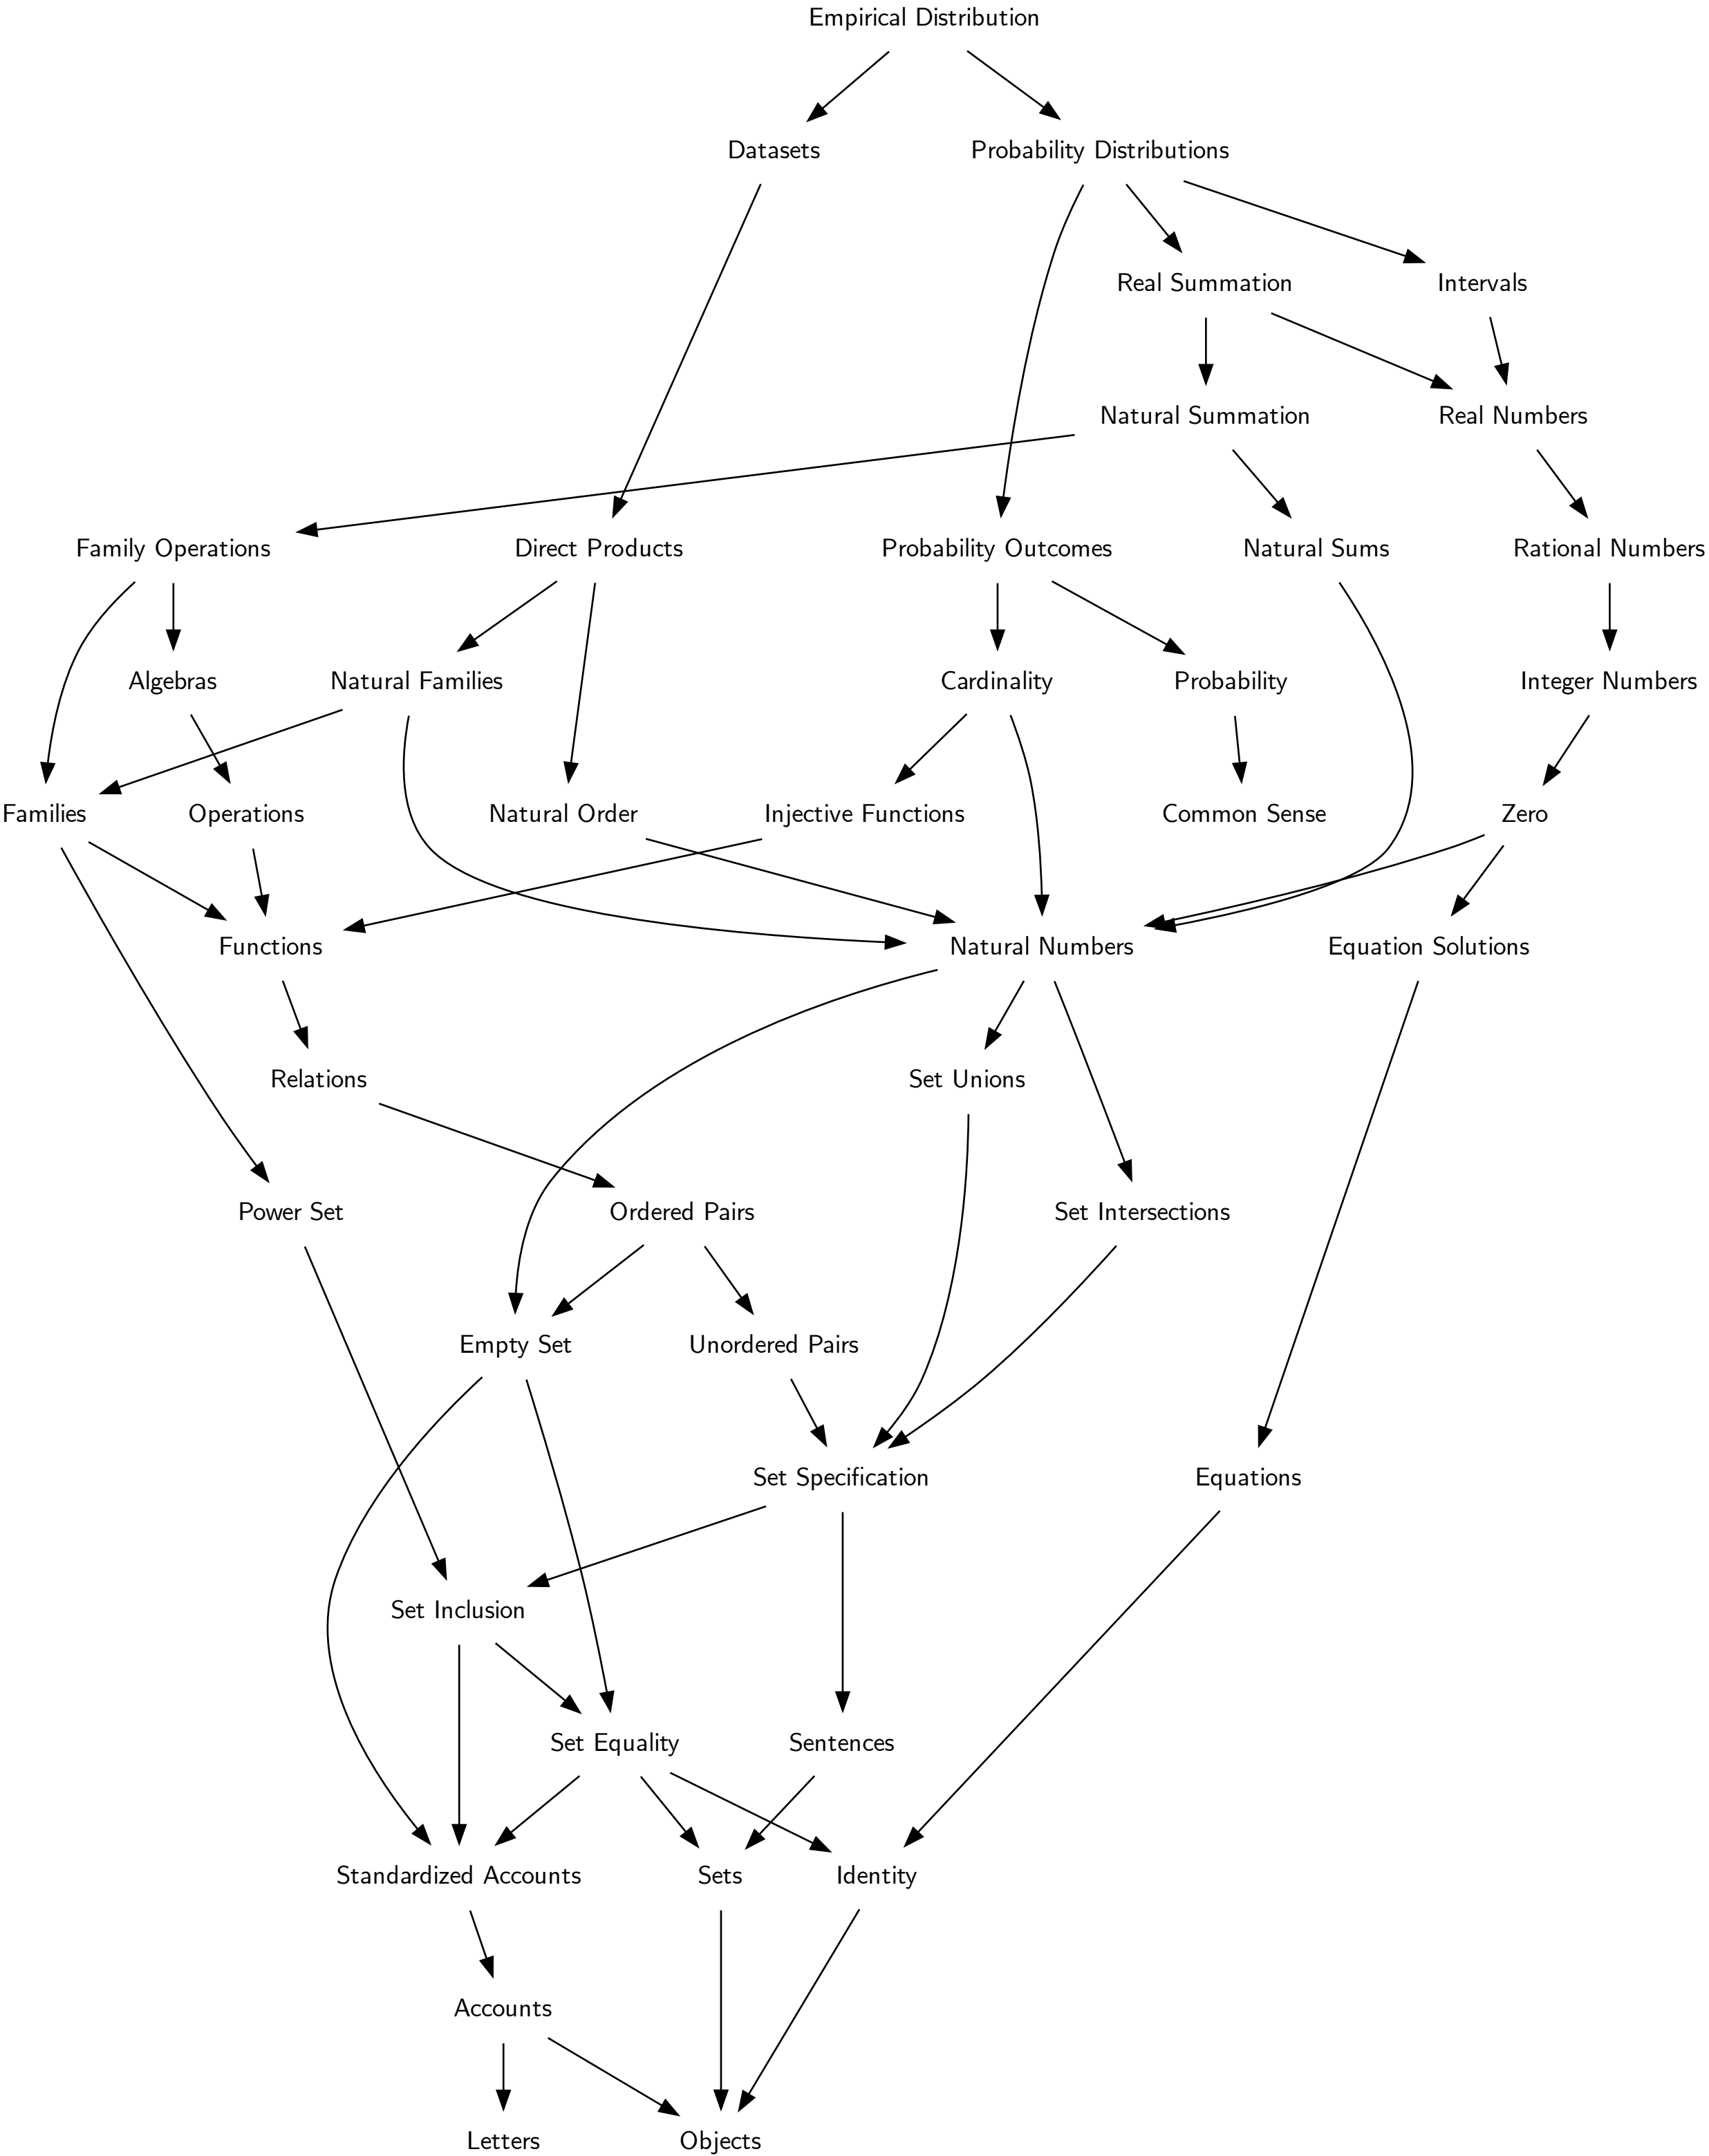 Empirical Distribution
Datasets
Probability Distributions
Real Summation
Intervals
Natural Summation
Real Numbers
Family Operations
Direct Products
Probability Outcomes
Natural Sums
Rational Numbers
Algebras
Natural Families
Cardinality
Probability
Integer Numbers
Families
Operations
Natural Order
Injective Functions
Common Sense
Zero
Functions
Natural Numbers
Equation Solutions
Relations
Set Unions
Power Set
Ordered Pairs
Set Intersections
Empty Set
Unordered Pairs
Set Specification
Equations
Set Inclusion
Set Equality
Sentences
Standardized Accounts
Sets
Identity
Accounts
Letters
Objects